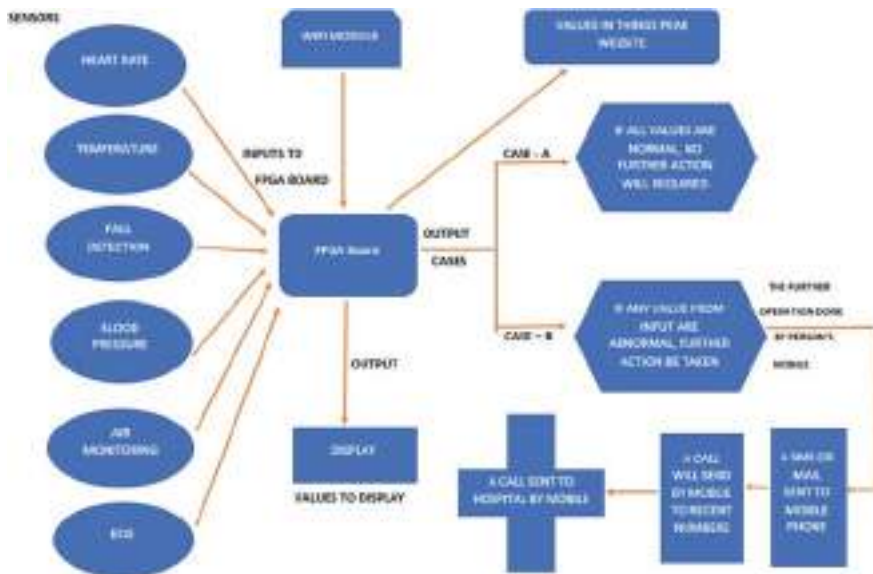 SENSORS
HEART RATE
TEMPERATURE
FALL
DETECTION
BLOOD
PRESSURE
AIR
MONITORING
ECG
WIFI MODULE
INPUTS TO
FPGA BOARD
FPGA Board
OUTPUT
DISPLAY
VALUES TO DISPLAY
VALUES IN THINGS PEAK
WEBSITE
OUTPUT
CASES
CASE - A
IF ALL VALUES ARE
NORMAL, NO
FURTHER ACTION
WILL REQUIRED
CASE - B
IF ANY VALUE FROM
INPUT ARE
ABNORMAL, FURTHER
ACTION BE TAKEN
THE FURTHER
OPERATION DONE
BY PERSON'S
MOBILE
A SMS OR
MAIL
SENT TO
MOBILE
PHONE
A CALL
WILL SEND
BY MOBILE
TO RECENT
NUMBERS
A CALL SENT TO
HOSPITAL BY MOBILE